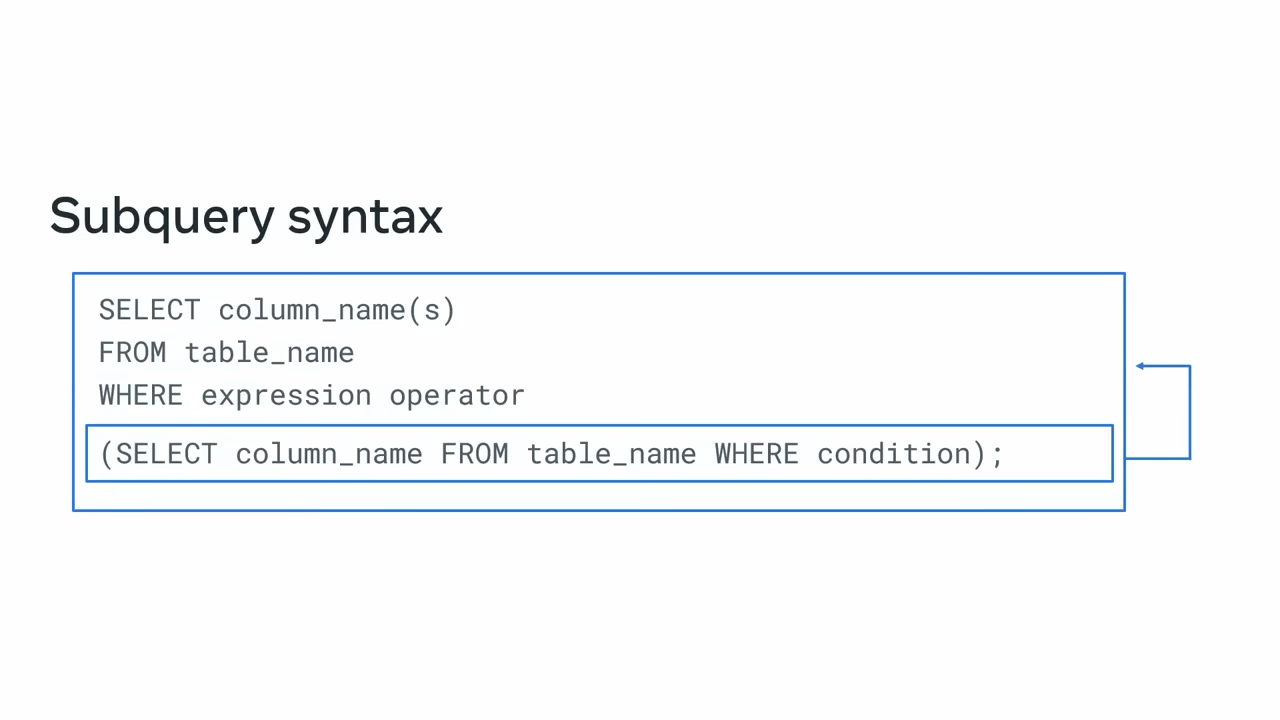 Subquery syntax
SELECT column_name(s)
FROM table_name
WHERE expression operator
(SELECT column_name FROM table_name WHERE condition);